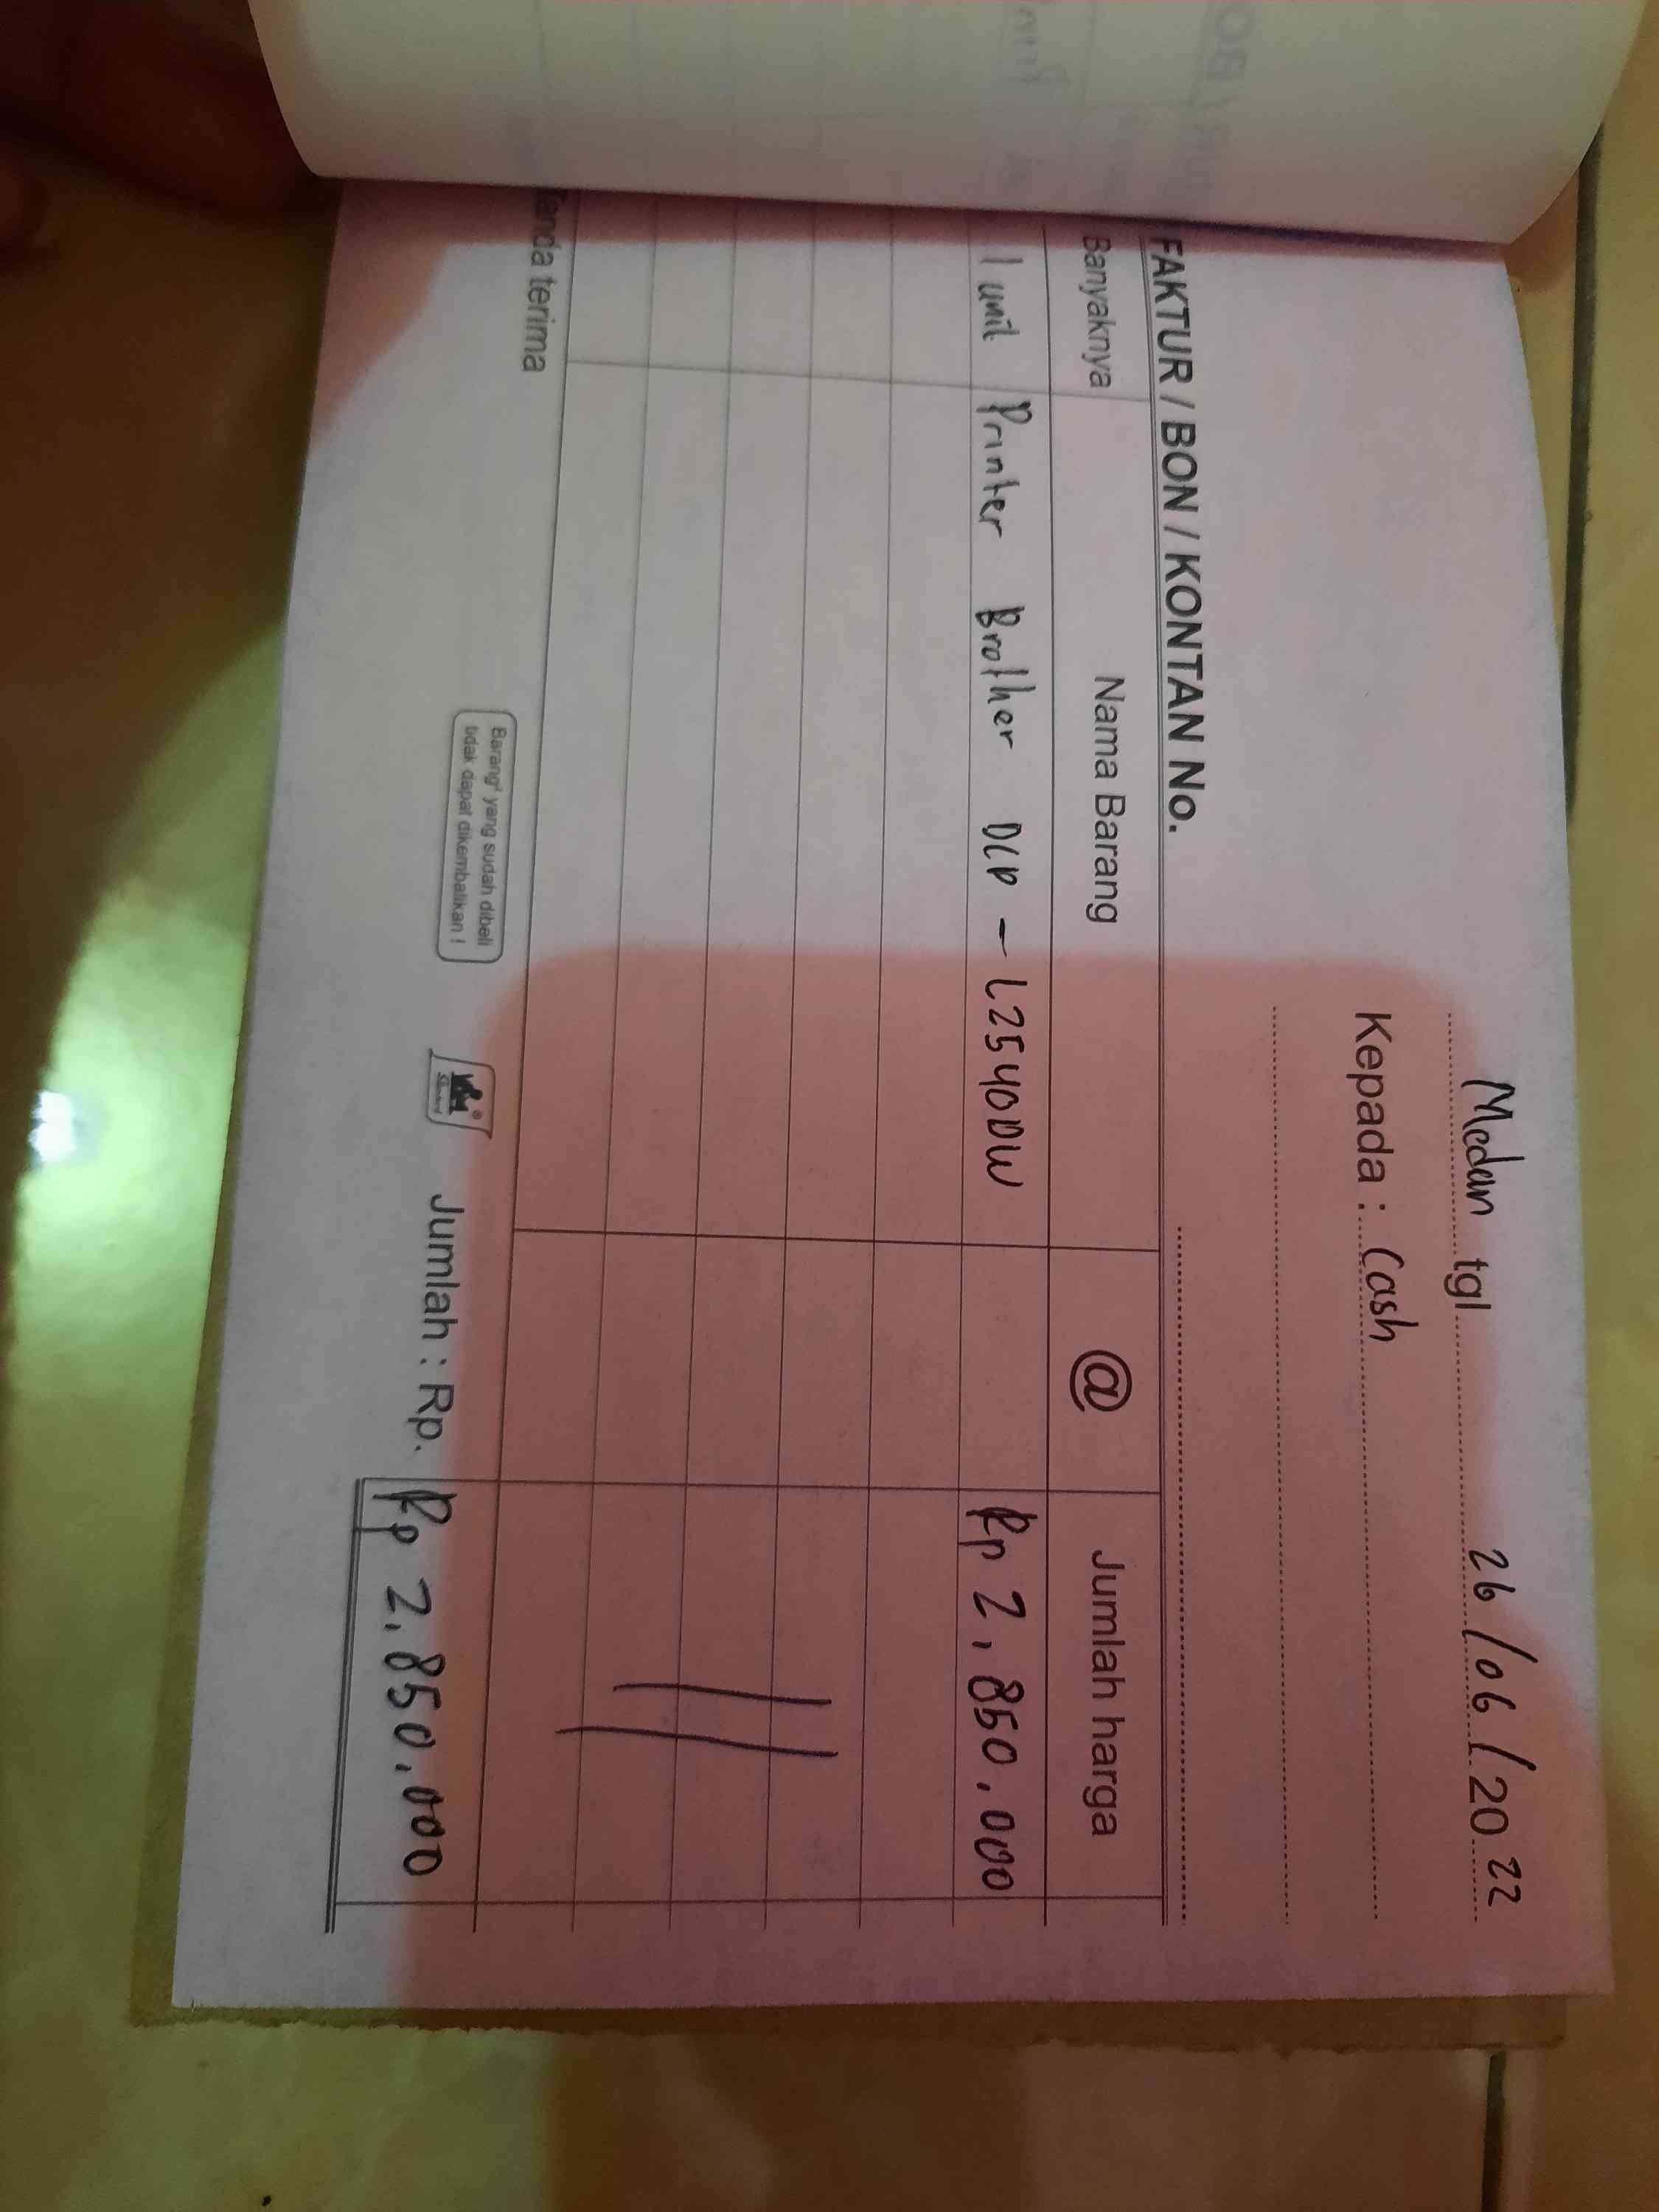 Medan tgl 26/06/2022
Kepada : Cash
FAKTUR / BON / KONTAN No.
Banyaknya Nama Barang @ Jumlah harga
1 unit Printer Brother DCP - L2540DW Rp 2.850.000
Tanda terima
Barang² yang sudah dibeli
tidak dapat dikembalikan !
Jumlah : Rp. Rp 2.850.000